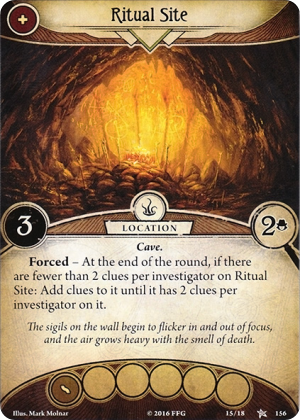 Ritual Site
3
LOCATION
2
Cave.
Forced – At the end of the round, if there
are fewer than 2 clues per investigator on Ritual
Site: Add clues to it until it has 2 clues per
investigator on it.
The sigils on the wall begin to flicker in and out of focus,
and the air grows heavy with the smell of death.
Illus. Mark Molnar
© 2016 FFG
15/18
156